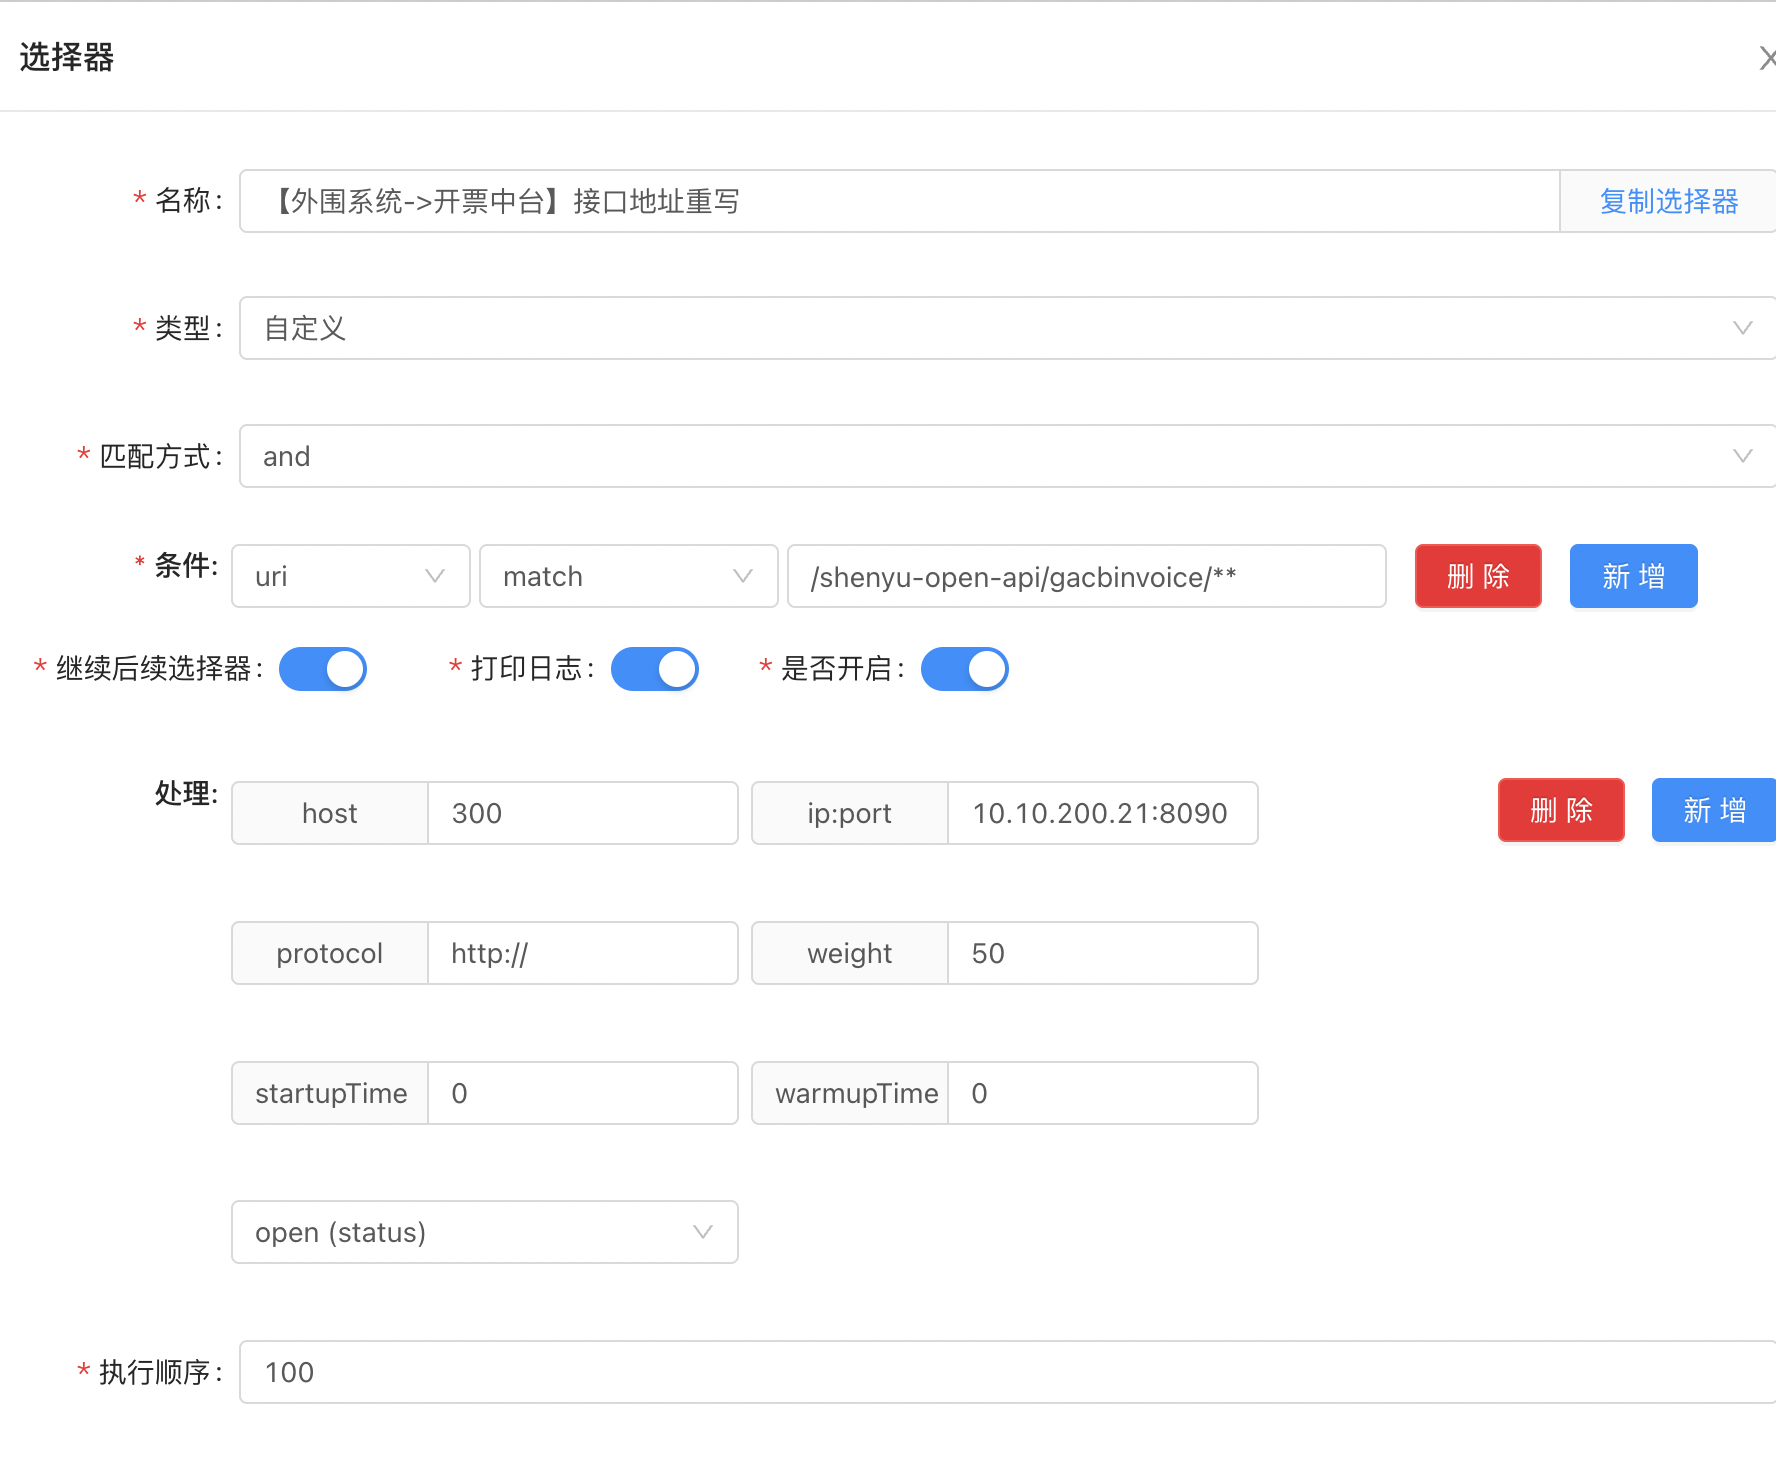 选择器
* 名称: 【外围系统->开票中台】接口地址重写 复制选择器
* 类型: 自定义
* 匹配方式: and
* 条件: uri match /shenyu-open-api/gacbinvoice/** 删 除 新 增
* 继续后续选择器: * 打印日志: * 是否开启:
处理: host 300 ip:port 10.10.200.21:8090 删 除 新 增
protocol http:// weight 50
startupTime 0 warmupTime 0
open (status)
* 执行顺序: 100